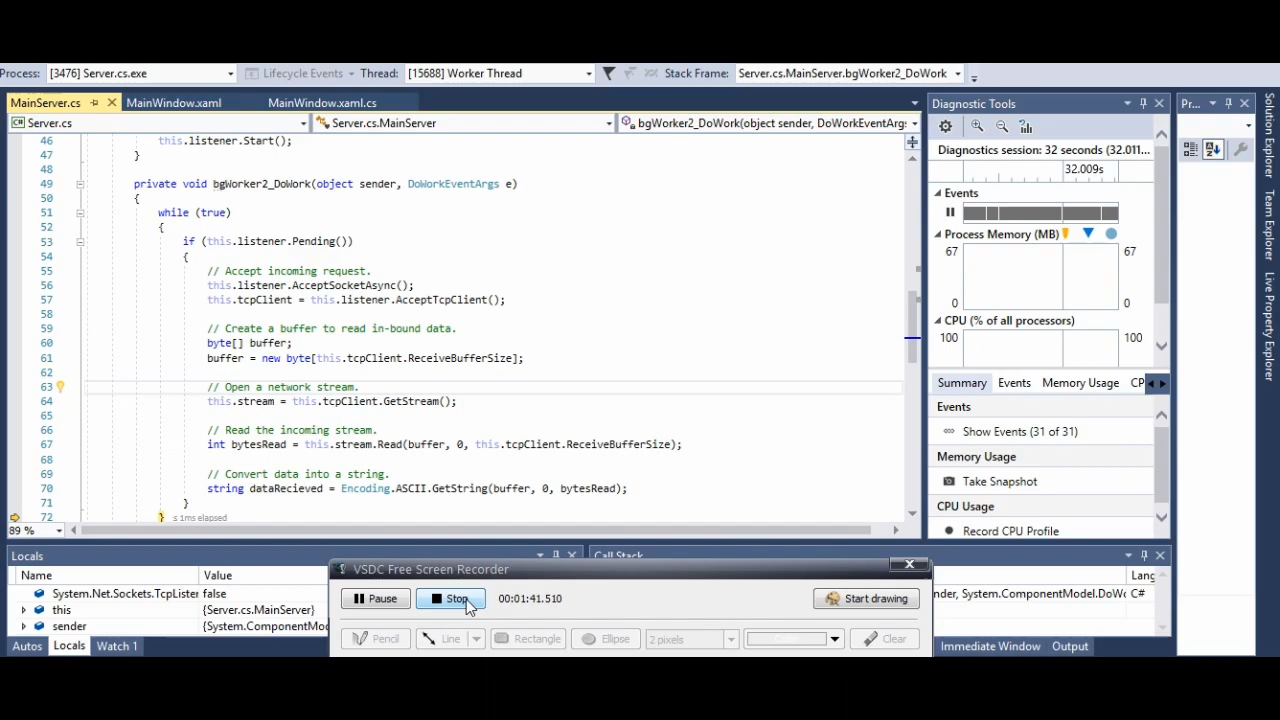 Process: [3476] Server.cs.exe Lifecycle Events Thread: [15688] Worker Thread Stack Frame: Server.cs.MainServer.bgWorker2_DoWork
MainServer.cs MainWindow.xaml MainWindow.xaml.cs
Server.cs Server.cs.MainServer bgWorker2_DoWork(object sender, DoWorkEventArgs
46 this.listener.Start();
47 }
48
49 private void bgWorker2_DoWork(object sender, DoWorkEventArgs e)
50 {
51 while (true)
52 {
53 if (this.listener.Pending())
54 {
55 // Accept incoming request.
56 this.listener.AcceptSocketAsync();
57 this.tcpClient = this.listener.AcceptTcpClient();
58
59 // Create a buffer to read in-bound data.
60 byte[] buffer;
61 buffer = new byte[this.tcpClient.ReceiveBufferSize];
62
63 // Open a network stream.
64 this.stream = this.tcpClient.GetStream();
65
66 // Read the incoming stream.
67 int bytesRead = this.stream.Read(buffer, 0, this.tcpClient.ReceiveBufferSize);
68
69 // Convert data into a string.
70 string dataRecieved = Encoding.ASCII.GetString(buffer, 0, bytesRead);
71 }
72 } ≤ 1ms elapsed
89 %
Diagnostic Tools
Diagnostics session: 32 seconds (32.011...
32.009s
Events
Process Memory (MB)
67 67
0 0
CPU (% of all processors)
100 100
Summary Events Memory Usage CP
Events
Show Events (31 of 31)
Memory Usage
Take Snapshot
CPU Usage
Record CPU Profile
Pr...
Solution Explorer
Team Explorer
Live Property Explorer
Locals
Name Value
System.Net.Sockets.TcpLister false
this {Server.cs.MainServer}
sender {System.ComponentModel
Autos Locals Watch 1
Call Stack
Lang
nder, System.ComponentModel.DoWo C#
Immediate Window Output
VSDC Free Screen Recorder
Pause Stop 00:01:41.510 Start drawing
Pencil Line Rectangle Ellipse 2 pixels Clear